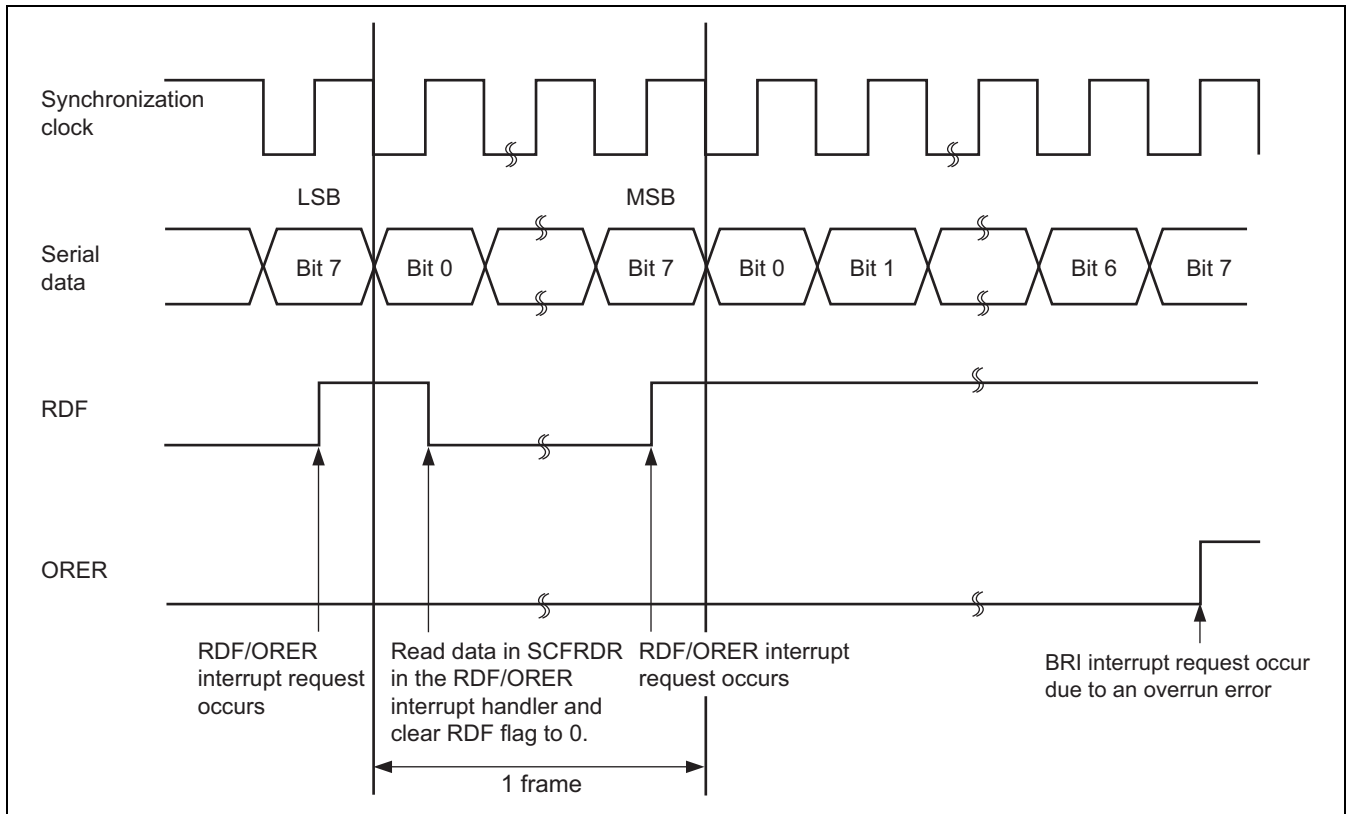 Synchronization
clock
LSB MSB
Serial
data
Bit 7 Bit 0 Bit 7 Bit 0 Bit 1 Bit 6 Bit 7
RDF
ORER
RDF/ORER
interrupt request
occurs
Read data in SCFRDR
in the RDF/ORER
interrupt handler and
clear RDF flag to 0.
RDF/ORER interrupt
request occurs
BRI interrupt request occur
due to an overrun error
1 frame